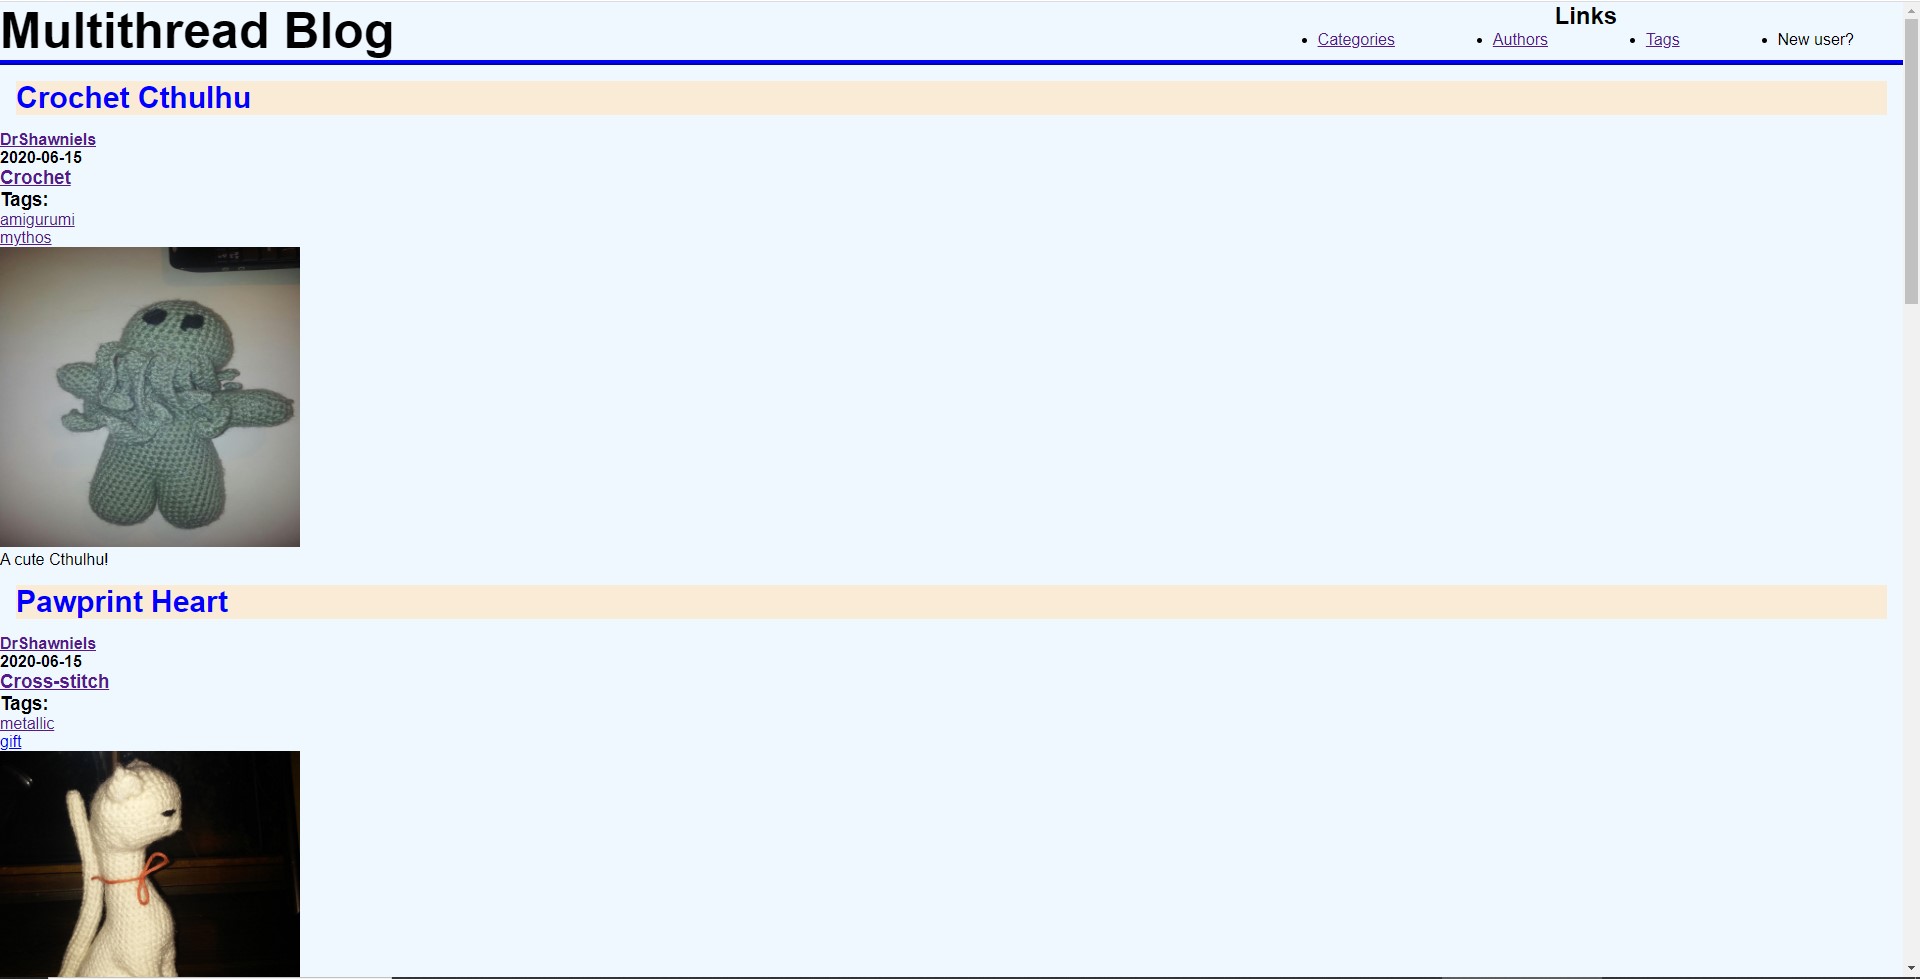 Multithread Blog
Links
Categories
Authors
Tags
New user?
Crochet Cthulhu
DrShawniels
2020-06-15
Crochet
Tags:
amigurumi
mythos
A cute Cthulhu!
Pawprint Heart
DrShawniels
2020-06-15
Cross-stitch
Tags:
metallic
gift